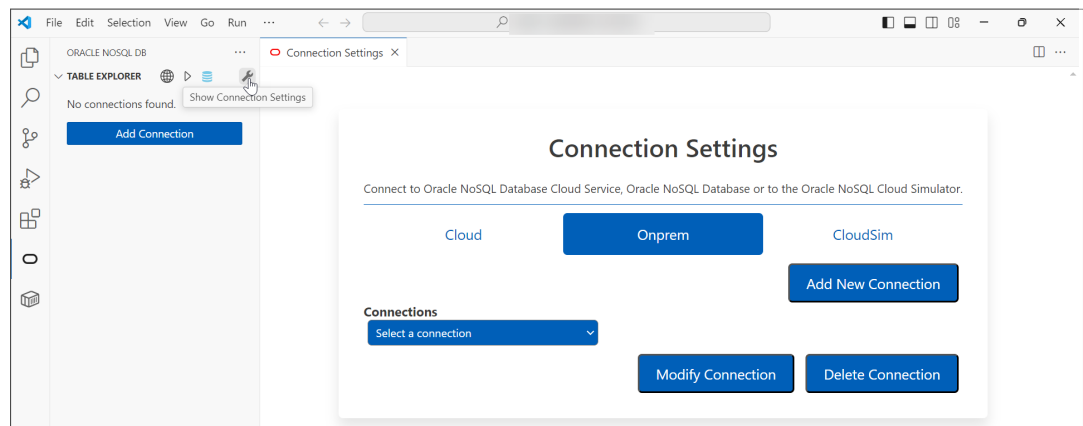 File Edit Selection View Go Run ...
ORACLE NOSQL DB ...
Connection Settings
TABLE EXPLORER
Show Connection Settings
No connections found.
Add Connection
Connection Settings
Connect to Oracle NoSQL Database Cloud Service, Oracle NoSQL Database or to the Oracle NoSQL Cloud Simulator.
Cloud Onprem CloudSim
Add New Connection
Connections
Select a connection
Modify Connection Delete Connection